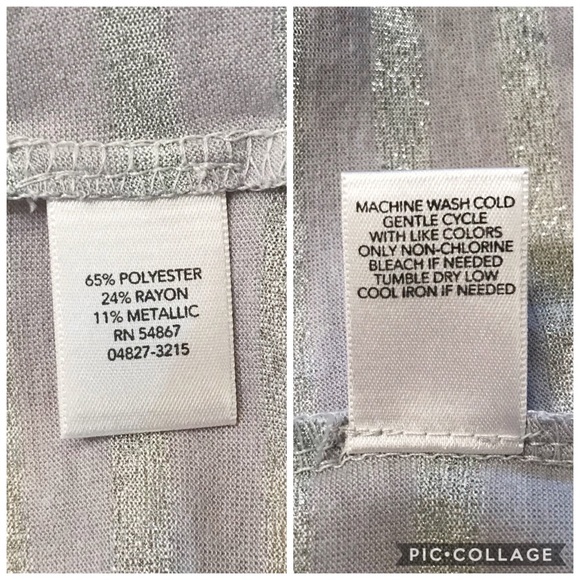 65% POLYESTER
24% RAYON
11% METALLIC
RN 54867
04827-3215
MACHINE WASH COLD
GENTLE CYCLE
WITH LIKE COLORS
ONLY NON-CHLORINE
BLEACH IF NEEDED
TUMBLE DRY LOW
COOL IRON IF NEEDED
PIC•COLLAGE